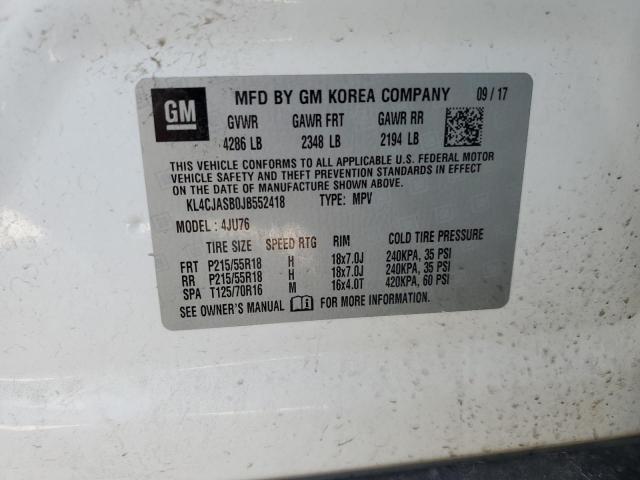 GM
MFD BY GM KOREA COMPANY 09/17
GVWR GAWR FRT GAWR RR
4286 LB 2348 LB 2194 LB
THIS VEHICLE CONFORMS TO ALL APPLICABLE U.S. FEDERAL MOTOR
VEHICLE SAFETY AND THEFT PREVENTION STANDARDS IN EFFECT
ON THE DATE OF MANUFACTURE SHOWN ABOVE.
KL4CJASB0JB552418 TYPE: MPV
MODEL: 4JU76
TIRE SIZE SPEED RTG RIM COLD TIRE PRESSURE
FRT P215/55R18 H 18x7.0J 240KPA, 35 PSI
RR P215/55R18 H 18x7.0J 240KPA, 35 PSI
SPA T125/70R16 M 16x4.0T 420KPA, 60 PSI
SEE OWNER'S MANUAL FOR MORE INFORMATION.